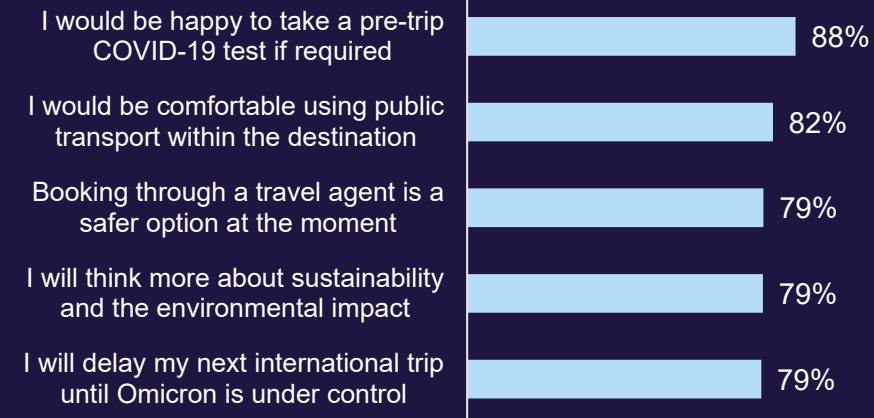 I would be happy to take a pre-trip
COVID-19 test if required
88%
I would be comfortable using public
transport within the destination
82%
Booking through a travel agent is a
safer option at the moment
79%
I will think more about sustainability
and the environmental impact
79%
I will delay my next international trip
until Omicron is under control
79%